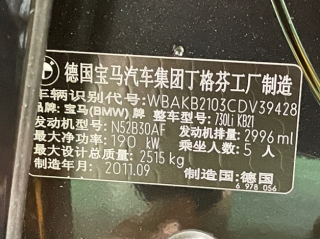 德国宝马汽车集团丁格芬工厂制造
车辆识别代号:WBAKB2103CDV39428
品牌:宝马(BMW)牌 整车型号:730Li KB21
发动机型号:N52B30AF 发动机排量:2996 ml
最大净功率:190 kW 乘坐人数:5 人
最大设计总质量:2515 kg
制造年月:2011.09 制造国:德国
6 978 056